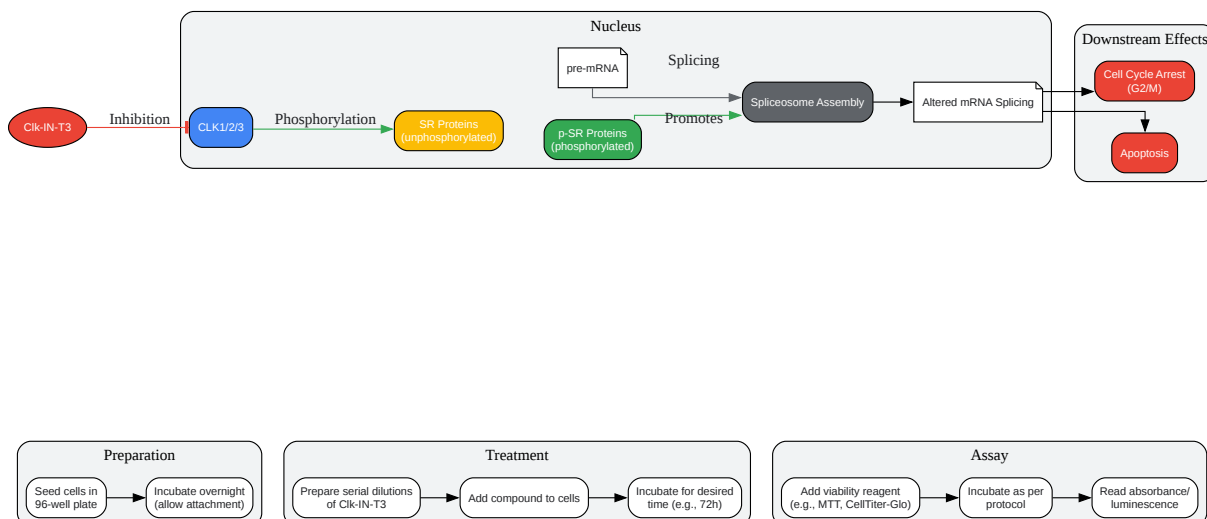 Nucleus
Downstream Effects
pre-mRNA
Splicing
Cell Cycle Arrest
(G2/M)
Spliceosome Assembly
Altered mRNA Splicing
Clk-IN-T3
Inhibition
CLK1/2/3
Phosphorylation
SR Proteins
(unphosphorylated)
Promotes
p-SR Proteins
(phosphorylated)
Apoptosis
Preparation
Seed cells in
96-well plate
Incubate overnight
(allow attachment)
Treatment
Prepare serial dilutions
of Clk-IN-T3
Add compound to cells
Incubate for desired
time (e.g., 72h)
Assay
Add viability reagent
(e.g., MTT, CellTiter-Glo)
Incubate as per
protocol
Read absorbance/
luminescence